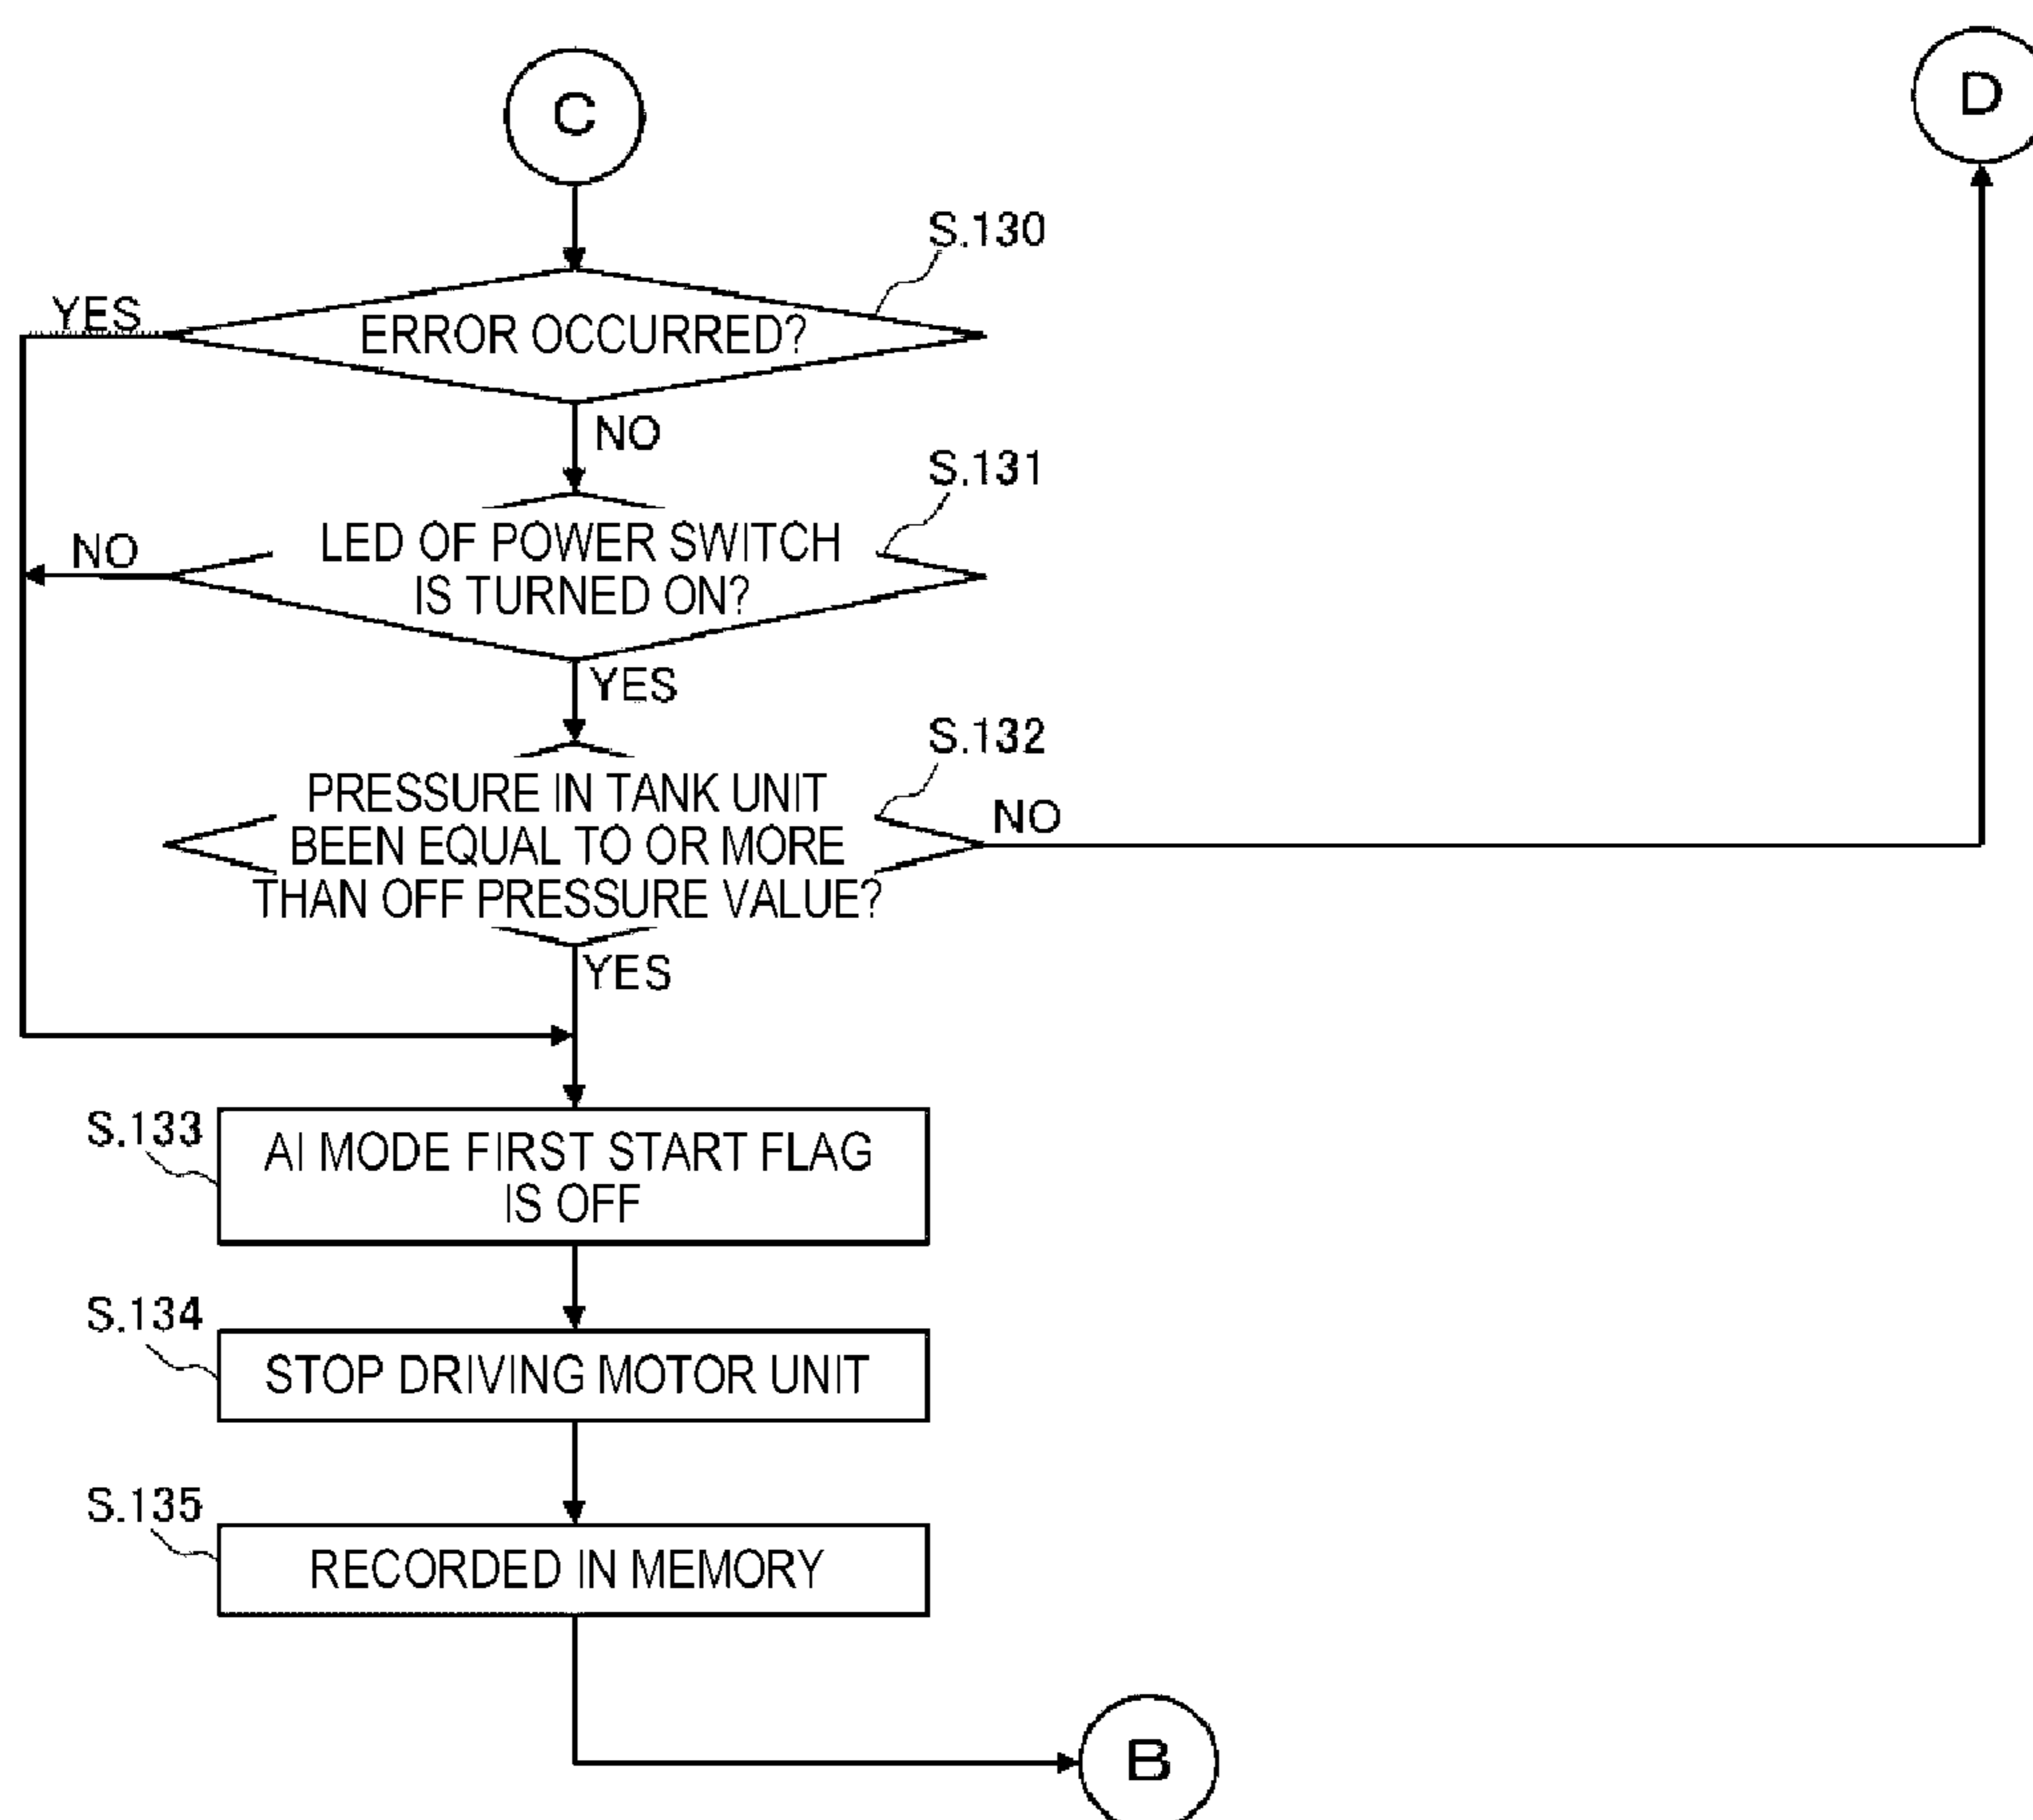 C
D
S.130
YES
ERROR OCCURRED?
NO
S.131
NO
LED OF POWER SWITCH
IS TURNED ON?
YES
S.132
PRESSURE IN TANK UNIT
BEEN EQUAL TO OR MORE
THAN OFF PRESSURE VALUE?
NO
YES
S.133
AI MODE FIRST START FLAG
IS OFF
S.134
STOP DRIVING MOTOR UNIT
S.135
RECORDED IN MEMORY
B